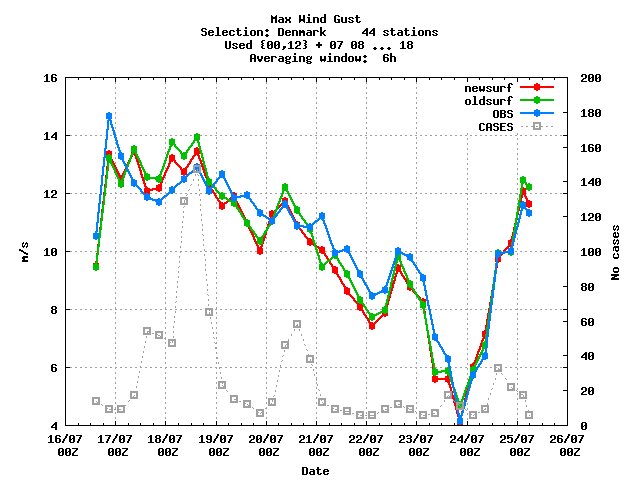 Max Wind Gust
Selection: Denmark     44 stations
Used {00,12} + 07 08 ... 18
Averaging window:  6h
16 200
newsurf
oldsurf
OBS
CASES
180
14
160
140
12
120
m/s
10 100
No cases
80
8
60
6
40
20
4 0
16/07 17/07 18/07 19/07 20/07 21/07 22/07 23/07 24/07 25/07 26/07
00Z 00Z 00Z 00Z 00Z 00Z 00Z 00Z 00Z 00Z 00Z
Date